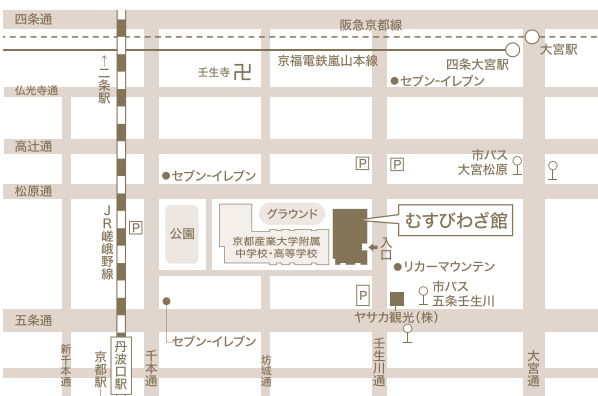 四条通
阪急京都線
大宮駅
京福電鉄嵐山本線
四条大宮駅
↑二条駅
壬生寺
セブン-イレブン
仏光寺通
高辻通
市バス
大宮松原
P
P
セブン-イレブン
松原通
JR嵯峨野線
P
公園
グラウンド
むすびわざ館
京都産業大学附属
中学校・高等学校
入口
リカーマウンテン
市バス
五条壬生川
P
ヤサカ観光(株)
五条通
セブン-イレブン
新千本通
京都駅
丹波口駅
千本通
坊城通
壬生川通
大宮通